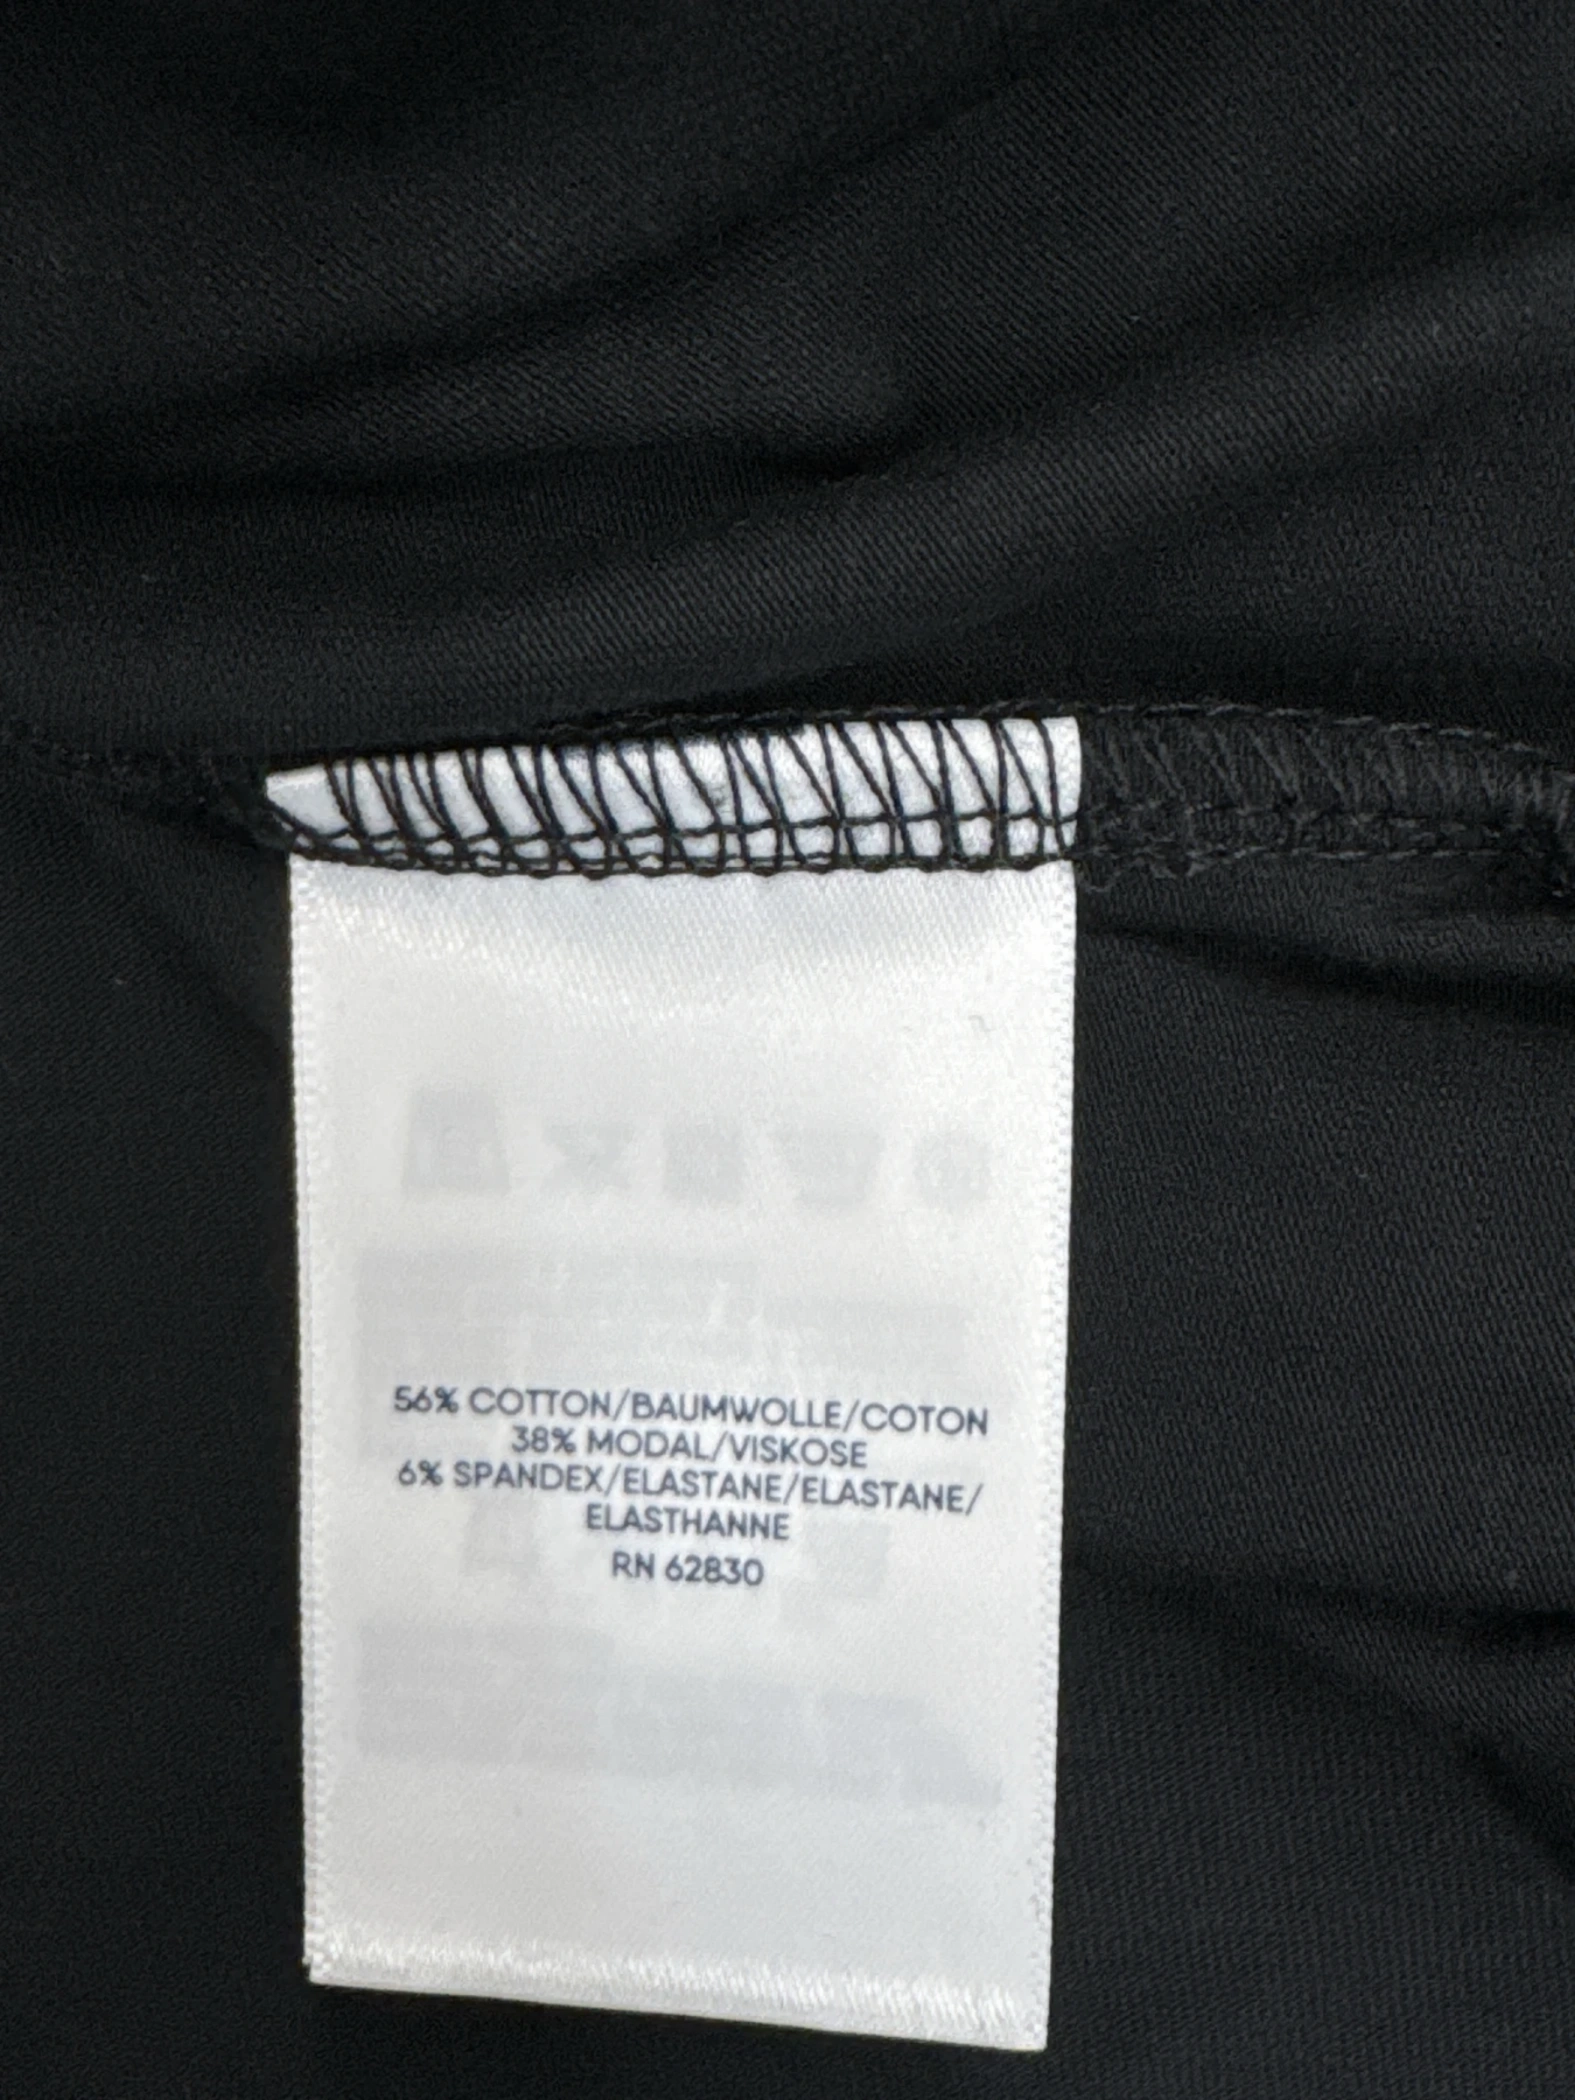 56% COTTON/BAUMWOLLE/COTON
38% MODAL/VISKOSE
6% SPANDEX/ELASTANE/ELASTANE/
ELASTHANNE
RN 62830